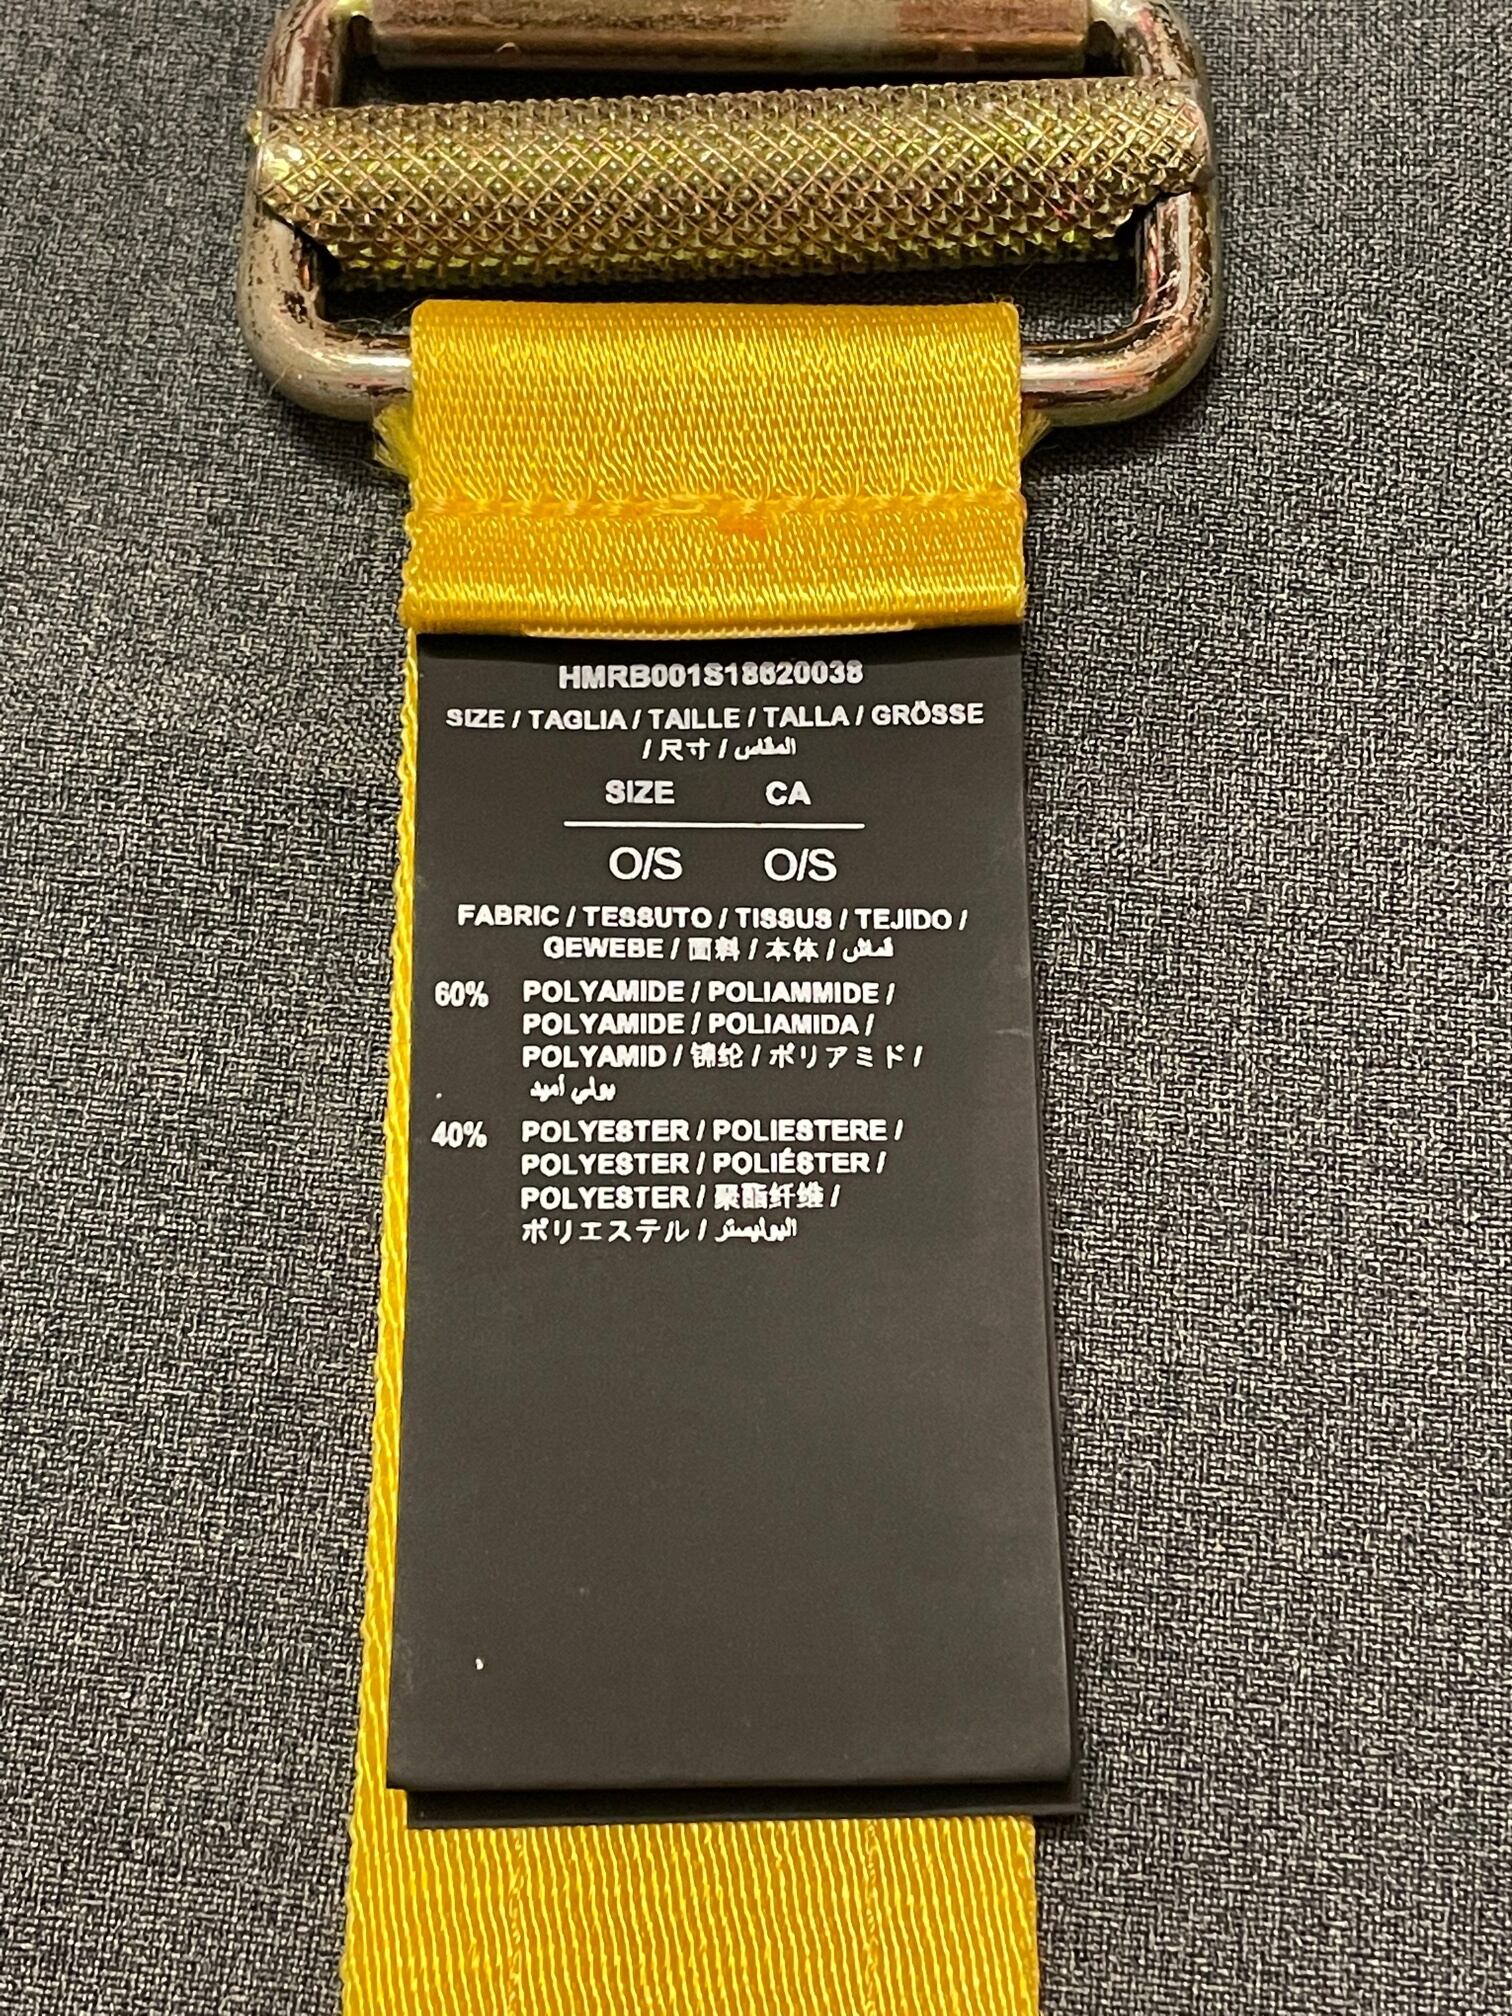 HMRB001S18620038
SIZE / TAGLIA / TAILLE / TALLA / GRÖSSE
/ 尺寸 / المقاس
SIZE CA
O/S O/S
FABRIC / TESSUTO / TISSUS / TEJIDO /
GEWEBE / 面料 / 本体 / قماش
60% POLYAMIDE / POLIAMMIDE /
POLYAMIDE / POLIAMIDA /
POLYAMID / 锦纶 / ポリアミド /
بولي أميد
40% POLYESTER / POLIESTERE /
POLYESTER / POLIÉSTER /
POLYESTER / 聚酯纤维 /
ポリエステル / البوليستر